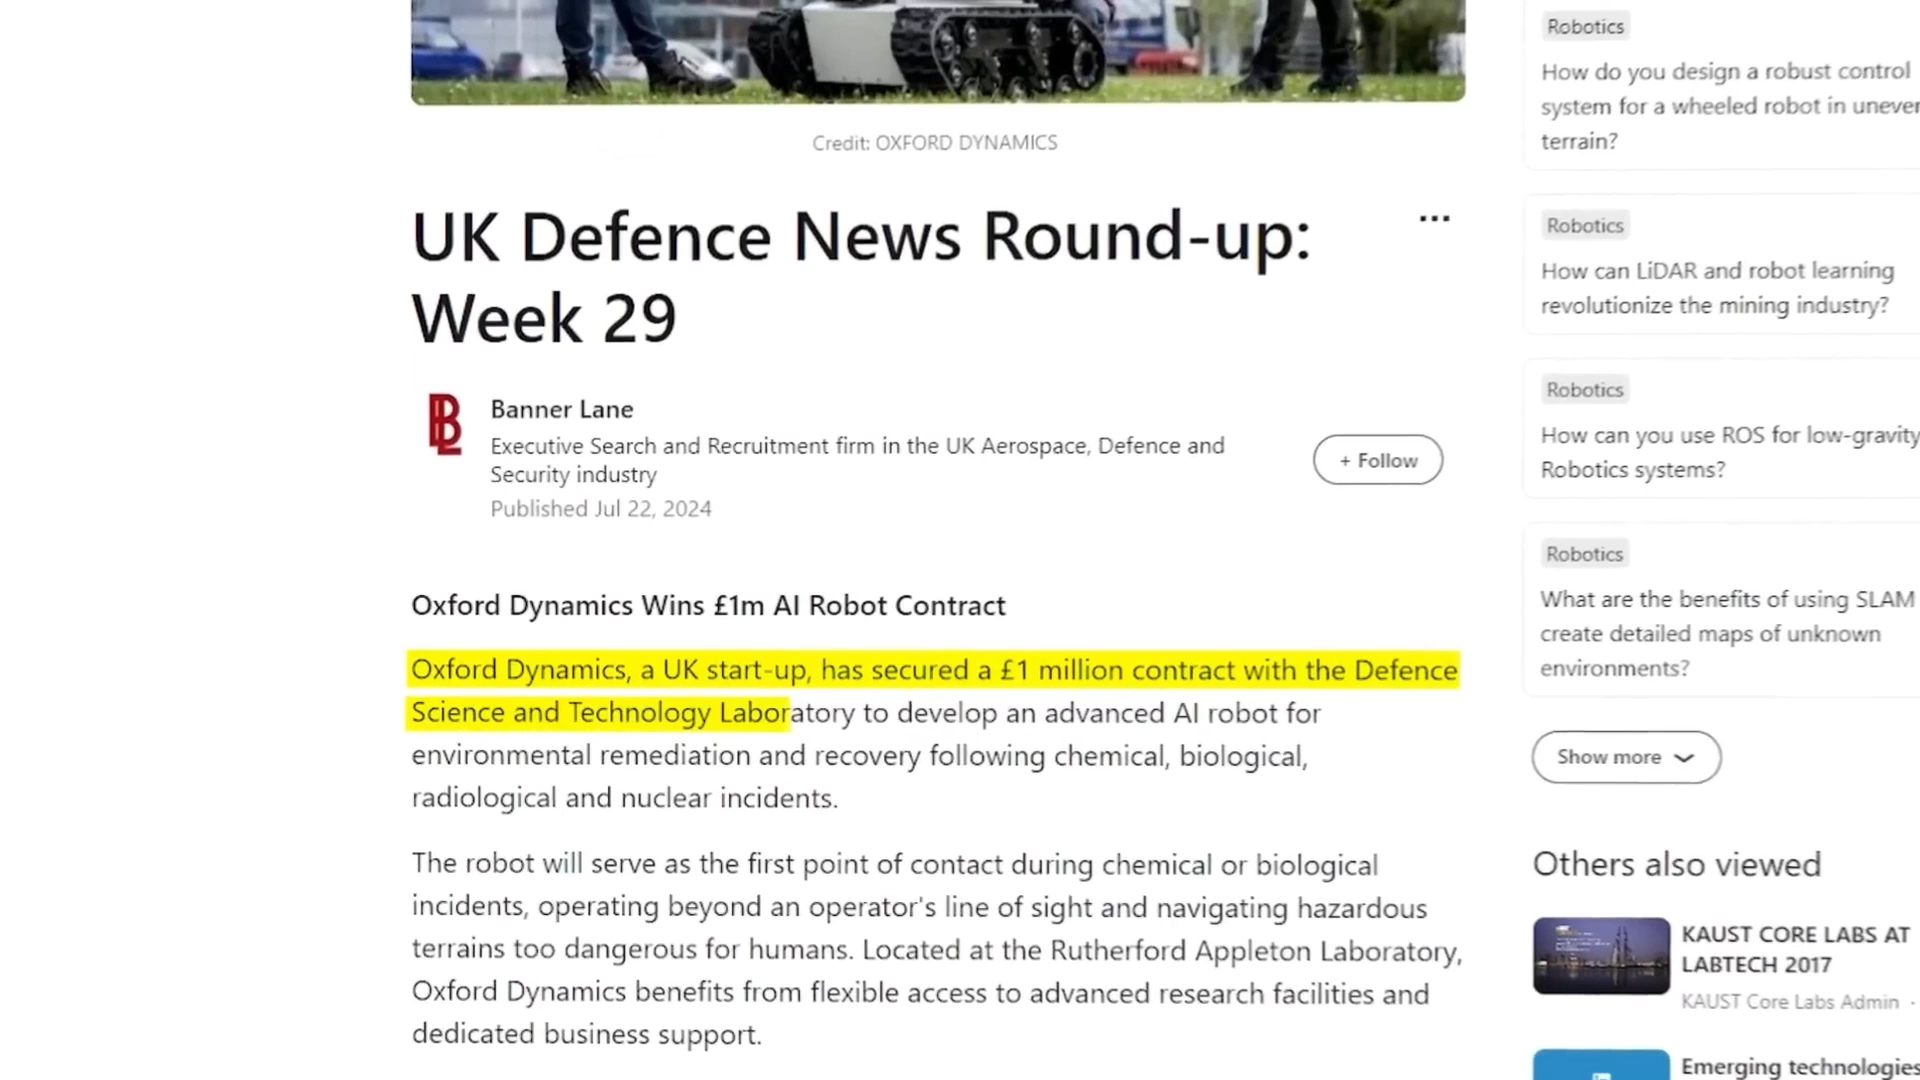 Credit: OXFORD DYNAMICS
UK Defence News Round-up:
Week 29
...
Banner Lane
Executive Search and Recruitment firm in the UK Aerospace, Defence and
Security industry
Published Jul 22, 2024
+ Follow
Oxford Dynamics Wins £1m AI Robot Contract
Oxford Dynamics, a UK start-up, has secured a £1 million contract with the Defence
Science and Technology Laboratory to develop an advanced AI robot for
environmental remediation and recovery following chemical, biological,
radiological and nuclear incidents.
The robot will serve as the first point of contact during chemical or biological
incidents, operating beyond an operator's line of sight and navigating hazardous
terrains too dangerous for humans. Located at the Rutherford Appleton Laboratory,
Oxford Dynamics benefits from flexible access to advanced research facilities and
dedicated business support.
Robotics
How do you design a robust control
system for a wheeled robot in uneven
terrain?
Robotics
How can LiDAR and robot learning
revolutionize the mining industry?
Robotics
How can you use ROS for low-gravity
Robotics systems?
Robotics
What are the benefits of using SLAM
create detailed maps of unknown
environments?
Show more
Others also viewed
KAUST CORE LABS AT
LABTECH 2017
KAUST Core Labs Admin ·
Emerging technologies